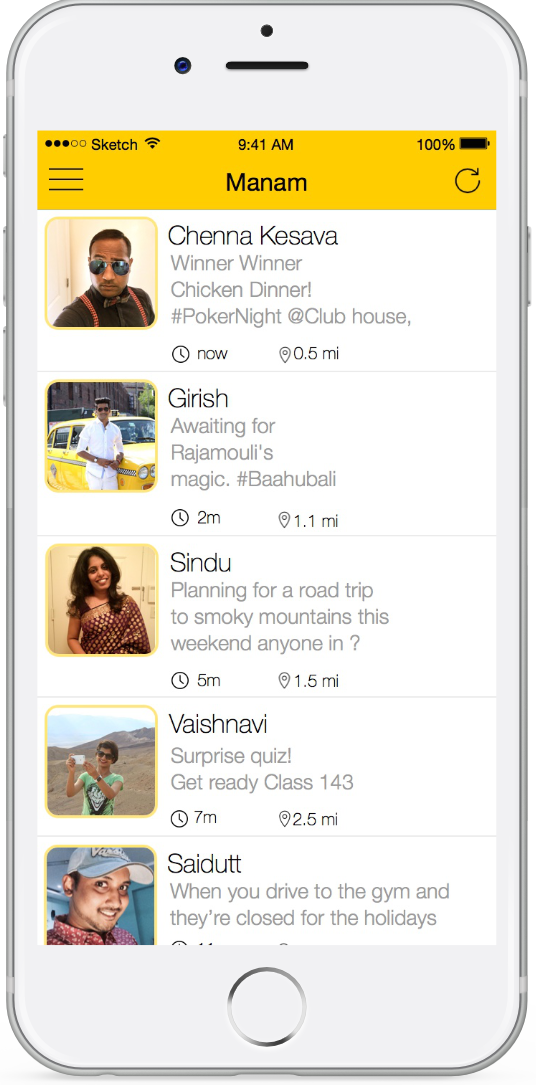 Sketch 9:41 AM 100%
Manam
Chenna Kesava
Winner Winner
Chicken Dinner!
#PokerNight @Club house,
now 0.5 mi
Girish
Awaiting for
Rajamouli's
magic. #Baahubali
2m 1.1 mi
Sindu
Planning for a road trip
to smoky mountains this
weekend anyone in ?
5m 1.5 mi
Vaishnavi
Surprise quiz!
Get ready Class 143
7m 2.5 mi
Saidutt
When you drive to the gym and
they’re closed for the holidays